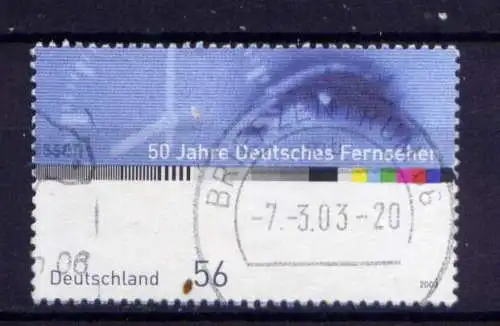 50 Jahre Deutsches Fernsehen
-7.-3.03-20
Deutschland 56